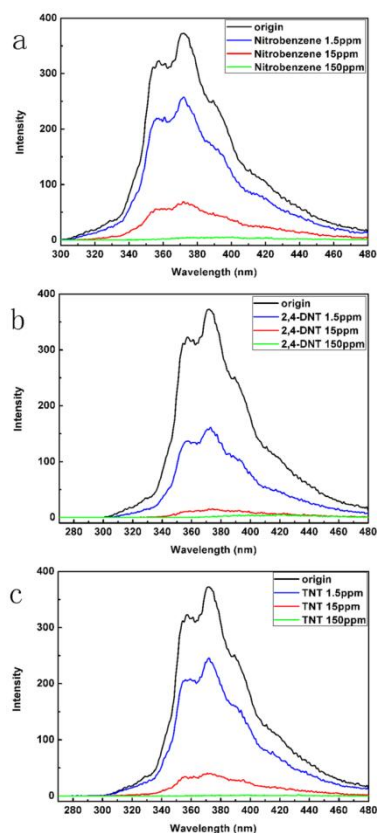 a
400
300
200
100
0
Intensity
origin
Nitrobenzene 1.5ppm
Nitrobenzene 15ppm
Nitrobenzene 150ppm
300 320 340 360 380 400 420 440 460 480
Wavelength (nm)
b
400
300
200
100
0
Intensity
origin
2,4-DNT 1.5ppm
2,4-DNT 15ppm
2,4-DNT 150ppm
280 300 320 340 360 380 400 420 440 460 480
Wavelength (nm)
c
400
300
200
100
0
Intensity
origin
TNT 1.5ppm
TNT 15ppm
TNT 150ppm
280 300 320 340 360 380 400 420 440 460 480
Wavelength (nm)